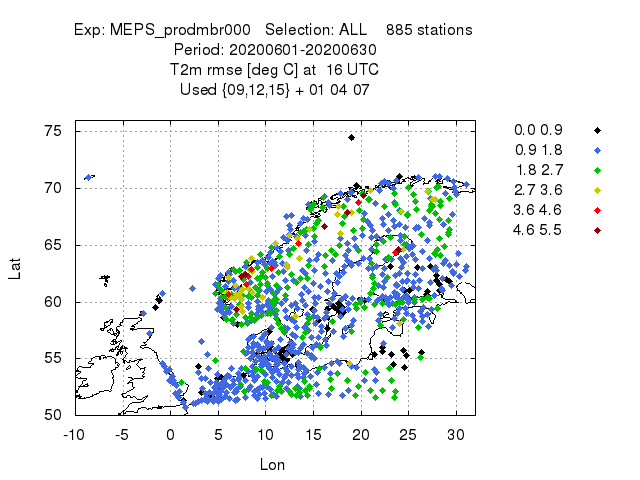 Exp: MEPS_prodmbr000   Selection: ALL    885 stations
Period: 20200601-20200630
T2m rmse [deg C] at  16 UTC
Used {09,12,15} + 01 04 07
0.0 0.9
0.9 1.8
1.8 2.7
2.7 3.6
3.6 4.6
4.6 5.5
75
70
65
60
55
50
Lat
-10 -5 0 5 10 15 20 25 30
Lon